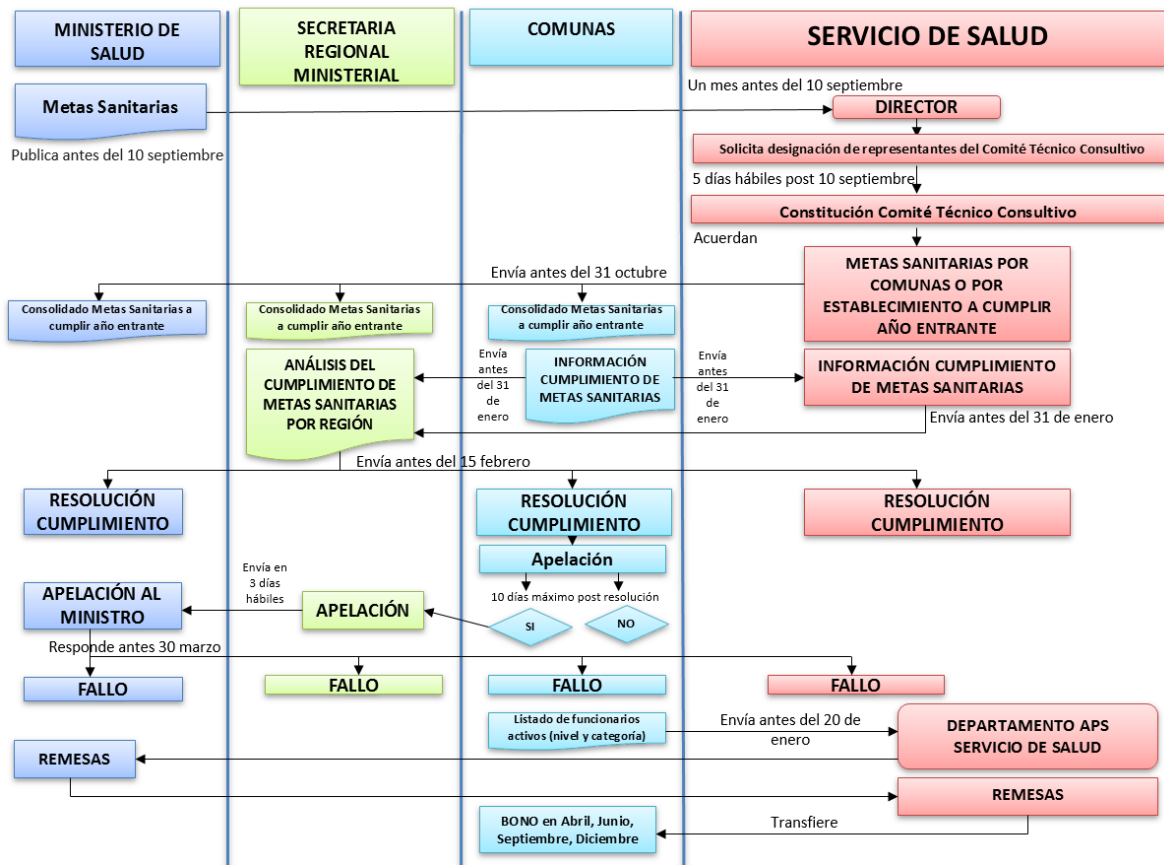 MINISTERIO DE
SALUD
SECRETARIA
REGIONAL
MINISTERIAL
COMUNAS
SERVICIO DE SALUD
Metas Sanitarias
Publica antes del 10 septiembre
Un mes antes del 10 septiembre
DIRECTOR
Solicita designación de representantes del Comité Técnico Consultivo
5 días hábiles post 10 septiembre
Constitución Comité Técnico Consultivo
Acuerdan
METAS SANITARIAS POR
COMUNAS O POR
ESTABLECIMIENTO A CUMPLIR
AÑO ENTRANTE
Envía antes del 31 octubre
Consolidado Metas Sanitarias a
cumplir año entrante
Consolidado Metas Sanitarias
a cumplir año entrante
Consolidado Metas Sanitarias
a cumplir año entrante
ANÁLISIS DEL
CUMPLIMIENTO DE
METAS SANITARIAS
POR REGIÓN
Envía
antes
del 31
de
enero
INFORMACIÓN
CUMPLIMIENTO DE
METAS SANITARIAS
Envía
antes
del 31
de
enero
INFORMACIÓN CUMPLIMIENTO
DE METAS SANITARIAS
Envía antes del 31 de enero
Envía antes del 15 febrero
RESOLUCIÓN
CUMPLIMIENTO
RESOLUCIÓN
CUMPLIMIENTO
RESOLUCIÓN
CUMPLIMIENTO
Apelación
10 días máximo post resolución
SI
NO
APELACIÓN
Envía en
3 días
hábiles
APELACIÓN AL
MINISTRO
Responde antes 30 marzo
FALLO
FALLO
FALLO
FALLO
Listado de funcionarios
activos (nivel y categoría)
Envía antes del 20 de
enero
DEPARTAMENTO APS
SERVICIO DE SALUD
REMESAS
REMESAS
Transfiere
BONO en Abril, Junio,
Septiembre, Diciembre